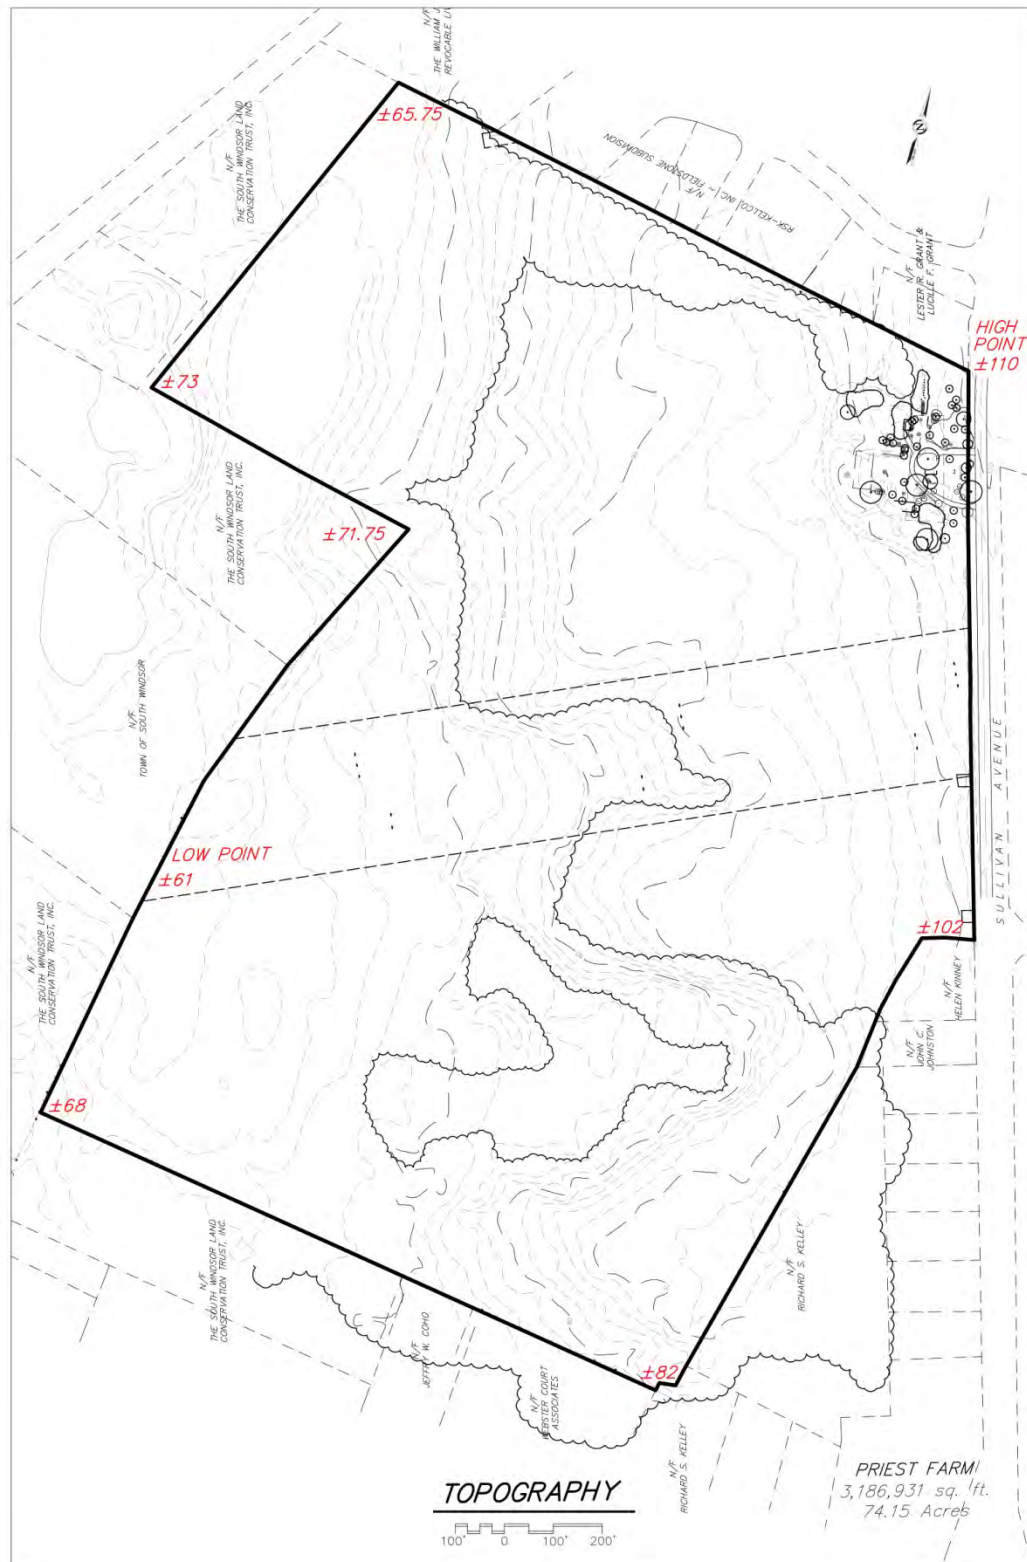 N/F
THE WILLIAM J.
REVOCABLE LIV
±65.75
N/F
THE SOUTH WINDSOR LAND
CONSERVATION TRUST, INC.
N/F
RSK-KELLCO, INC. ~ FIELDSTONE SUBDIVISION
N
N/F
LESTER R. GRANT &
LUCILLE F. GRANT
HIGH
POINT
±110
±73
N/F
THE SOUTH WINDSOR LAND
CONSERVATION TRUST, INC.
±71.75
N/F
TOWN OF SOUTH WINDSOR
SULLIVAN AVENUE
LOW POINT
±61
±102
N/F
HELEN KINNEY
N/F
THE SOUTH WINDSOR LAND
CONSERVATION TRUST, INC.
N/F
JOHN C.
JOHNSTON
±68
N/F
THE SOUTH WINDSOR LAND
CONSERVATION TRUST, INC.
N/F
RICHARD S. KELLEY
N/F
JEFFRY W. COHO
±82
N/F
WEBSTER COURT
ASSOCIATES
N/F
RICHARD S. KELLEY
TOPOGRAPHY
100' 0 100' 200'
PRIEST FARM
3,186,931 sq. ft.
74.15 Acres